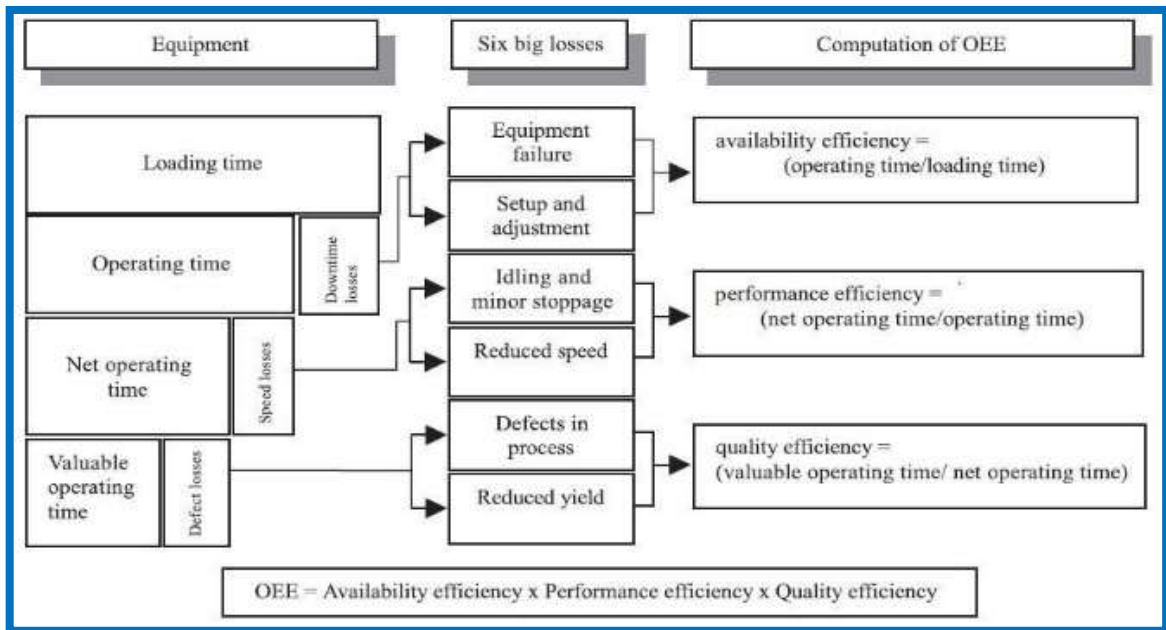 Equipment
Six big losses
Computation of OEE
Loading time
Operating time
Downtime
losses
Net operating
time
Speed losses
Valuable
operating
time
Defect losses
Equipment
failure
Setup and
adjustment
Idling and
minor stoppage
Reduced speed
Defects in
process
Reduced yield
availability efficiency =
(operating time/loading time)
performance efficiency =
(net operating time/operating time)
quality efficiency =
(valuable operating time/ net operating time)
OEE = Availability efficiency x Performance efficiency x Quality efficiency